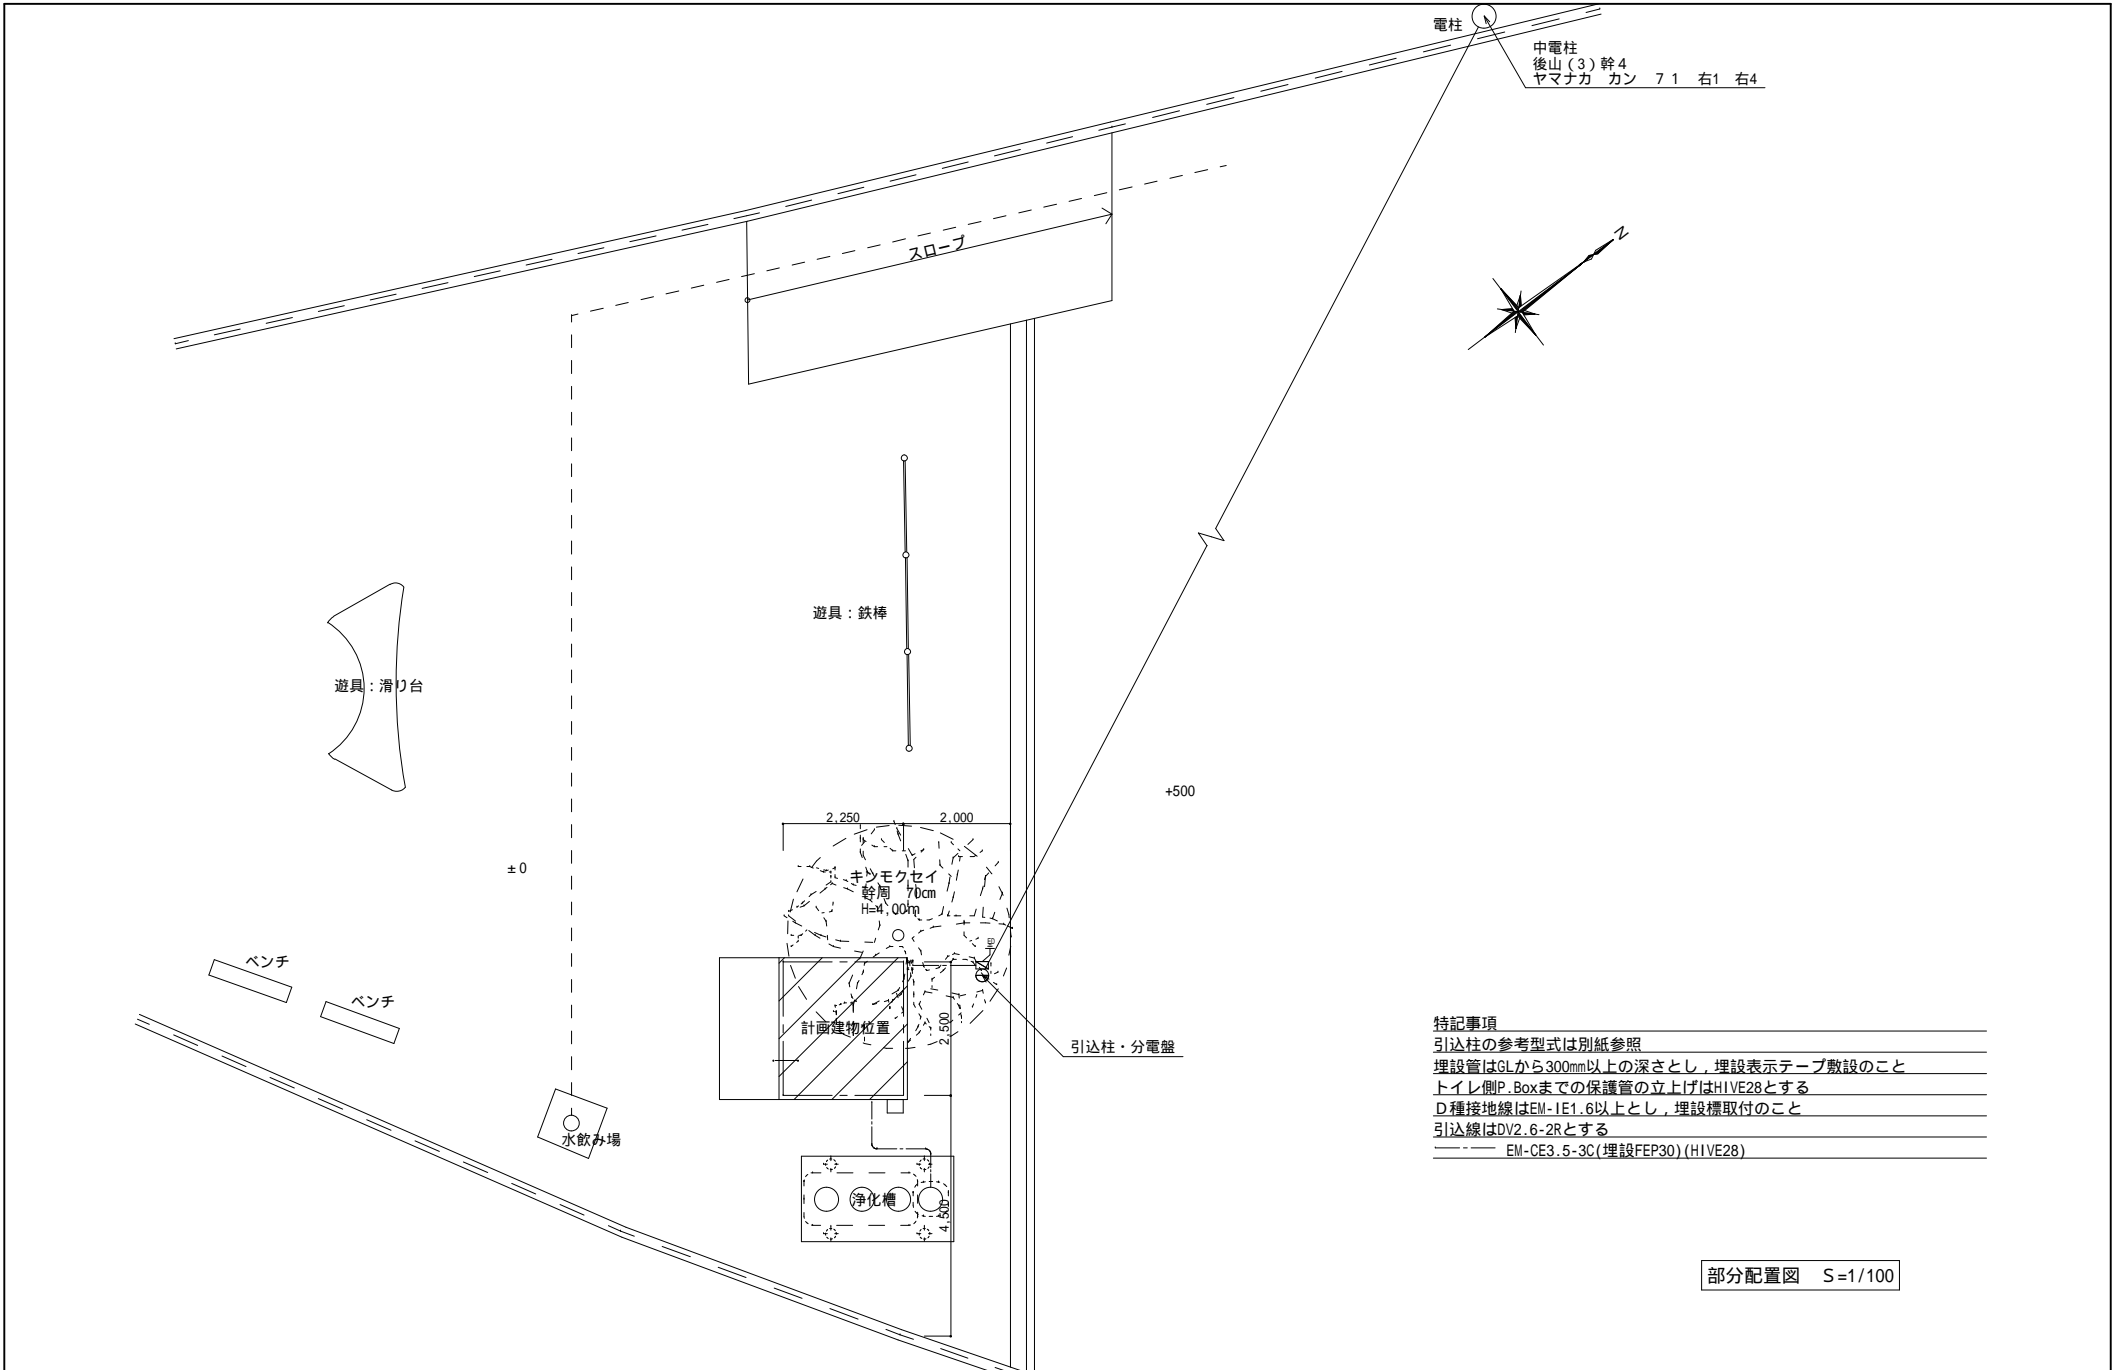 電柱
中電柱
後山(3)幹4
ヤマナカ カン 71 右1 右4
N
スロープ
遊具:鉄棒
遊具:滑り台
+500
2,250
2,000
±0
キンモクセイ
幹周 70cm
H=4,00m
ベンチ
ベンチ
計画建物位置
2,500
引込柱・分電盤
水飲み場
浄化槽
4,500
特記事項
引込柱の参考型式は別紙参照
埋設管はGLから300mm以上の深さとし,埋設表示テープ敷設のこと
トイレ側P.Boxまでの保護管の立上げはHIVE28とする
D種接地線はEM-IE1.6以上とし,埋設標取付のこと
引込線はDV2.6-2Rとする
EM-CE3.5-3C(埋設FEP30)(HIVE28)
部分配置図 S=1/100